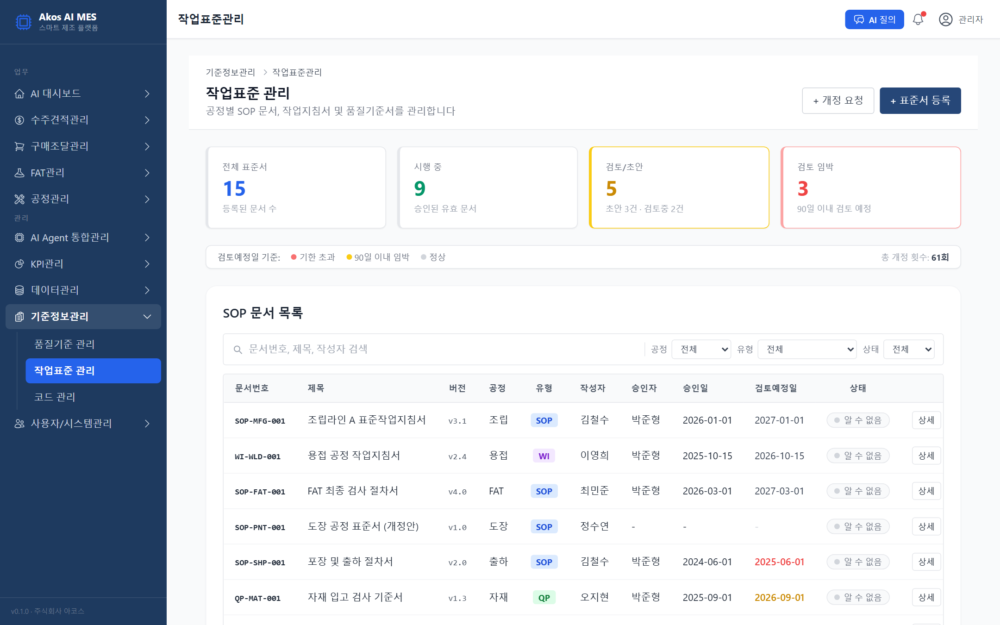 Akos AI MES
스마트 제조 플랫폼
업무
AI 대시보드
수주견적관리
구매조달관리
FAT관리
공정관리
관리
AI Agent 통합관리
KPI관리
데이터관리
기준정보관리
품질기준 관리
작업표준 관리
코드 관리
사용자/시스템관리
v0.1.0 · 주식회사 아코스
작업표준관리
AI 질의
관리자
기준정보관리 > 작업표준관리
작업표준 관리
공정별 SOP 문서, 작업지침서 및 품질기준서를 관리합니다
+ 개정 요청
+ 표준서 등록
전체 표준서
15
등록된 문서 수
시행 중
9
승인된 유효 문서
검토/초안
5
초안 3건 · 검토중 2건
검토 임박
3
90일 이내 검토 예정
검토예정일 기준: 기한 초과 90일 이내 임박 정상 총 개정 횟수: 61회
SOP 문서 목록
문서번호, 제목, 작성자 검색 공정 전체 유형 전체 상태 전체
문서번호 제목 버전 공정 유형 작성자 승인자 승인일 검토예정일 상태
SOP-MFG-001 조립라인 A 표준작업지침서 v3.1 조립 SOP 김철수 박준형 2026-01-01 2027-01-01 알 수 없음 상세
WI-WLD-001 용접 공정 작업지침서 v2.4 용접 WI 이영희 박준형 2025-10-15 2026-10-15 알 수 없음 상세
SOP-FAT-001 FAT 최종 검사 절차서 v4.0 FAT SOP 최민준 박준형 2026-03-01 2027-03-01 알 수 없음 상세
SOP-PNT-001 도장 공정 표준서 (개정안) v1.0 도장 SOP 정수연 - - - 알 수 없음 상세
SOP-SHP-001 포장 및 출하 절차서 v2.0 출하 SOP 김철수 박준형 2024-06-01 2025-06-01 알 수 없음 상세
QP-MAT-001 자재 입고 검사 기준서 v1.3 자재 QP 오지현 박준형 2025-09-01 2026-09-01 알 수 없음 상세